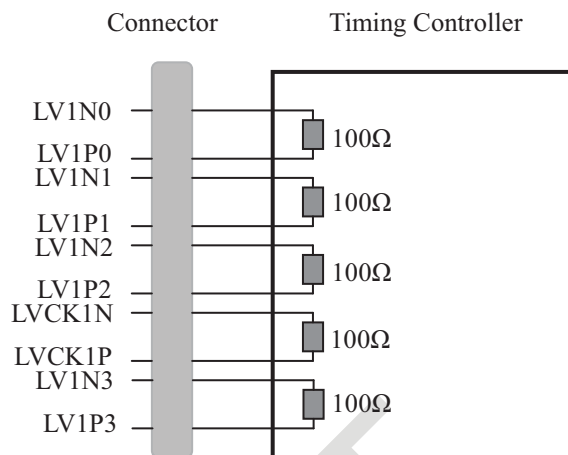 Connector Timing Controller
LV1N0
100Ω
LV1P0
LV1N1
100Ω
LV1P1
LV1N2
100Ω
LV1P2
LVCK1N
100Ω
LVCK1P
LV1N3
100Ω
LV1P3